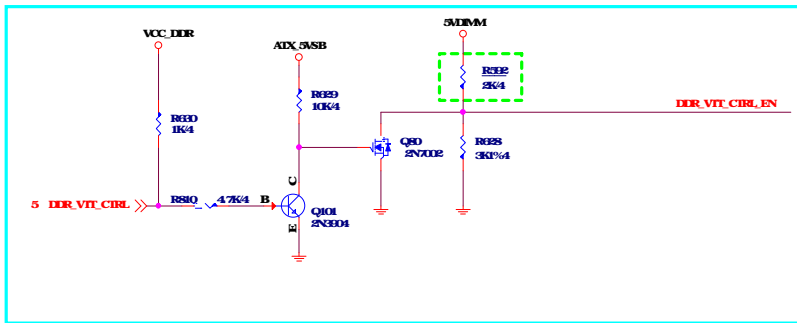 VCC_DDR
ATX_5VSB
5VDIMM
R592
2K/4
DDR_VTT_CTRL_EN
R629
10K/4
R630
1K/4
Q80
2N7002
R628
3K1%4
C
5 DDR_VTT_CTRL
R810
4.7K/4
B
Q101
2N3904
E